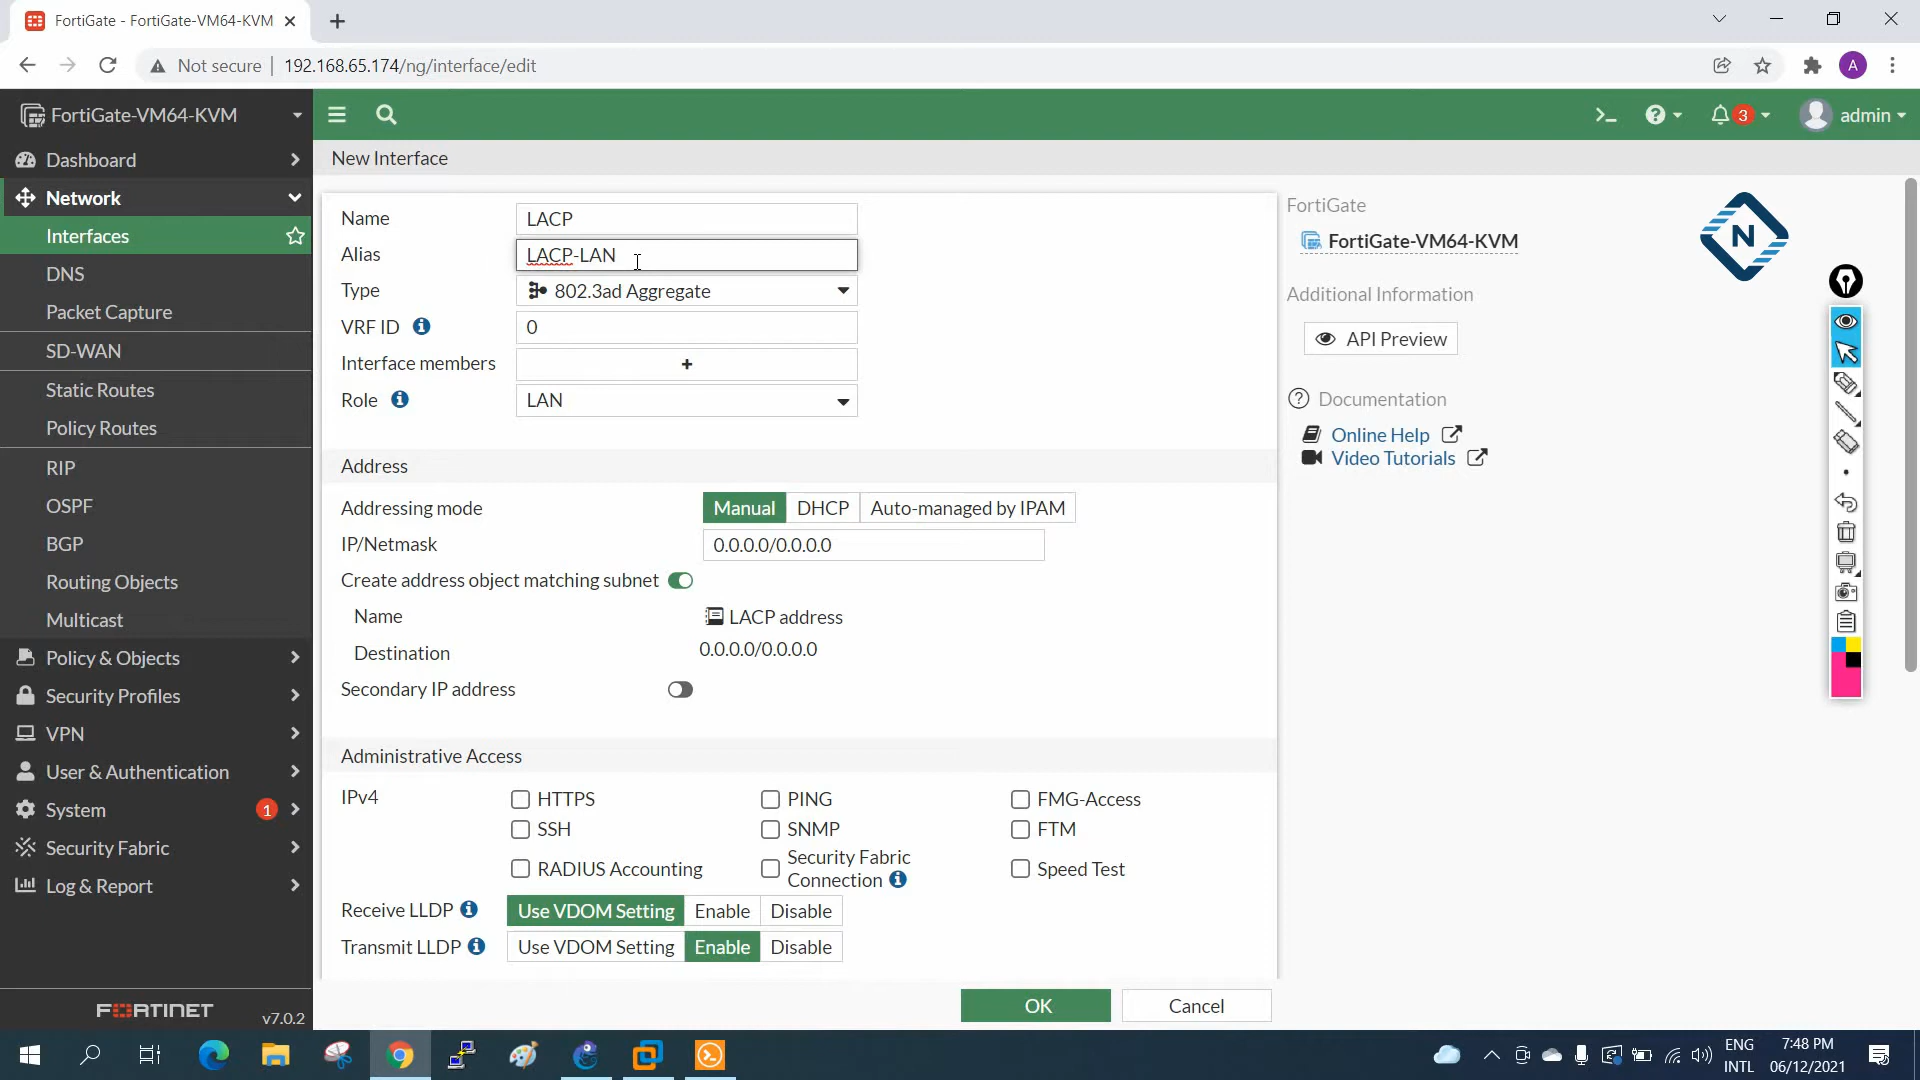 FortiGate - FortiGate-VM64-KVM
Not secure
192.168.65.174/ng/interface/edit
A
FortiGate-VM64-KVM
3
admin
Dashboard
Network
Interfaces
DNS
Packet Capture
SD-WAN
Static Routes
Policy Routes
RIP
OSPF
BGP
Routing Objects
Multicast
Policy & Objects
Security Profiles
VPN
User & Authentication
System
1
Security Fabric
Log & Report
FORTINET
v7.0.2
New Interface
Name
LACP
Alias
LACP-LAN
Type
802.3ad Aggregate
VRF ID
0
Interface members
+
Role
LAN
Address
Addressing mode
Manual
DHCP
Auto-managed by IPAM
IP/Netmask
0.0.0.0/0.0.0.0
Create address object matching subnet
Name
LACP address
Destination
0.0.0.0/0.0.0.0
Secondary IP address
Administrative Access
IPv4
HTTPS
PING
FMG-Access
SSH
SNMP
FTM
RADIUS Accounting
Security Fabric
Connection
Speed Test
Receive LLDP
Use VDOM Setting
Enable
Disable
Transmit LLDP
Use VDOM Setting
Enable
Disable
OK
Cancel
FortiGate
FortiGate-VM64-KVM
Additional Information
API Preview
Documentation
Online Help
Video Tutorials
N
ENG
INTL
7:48 PM
06/12/2021